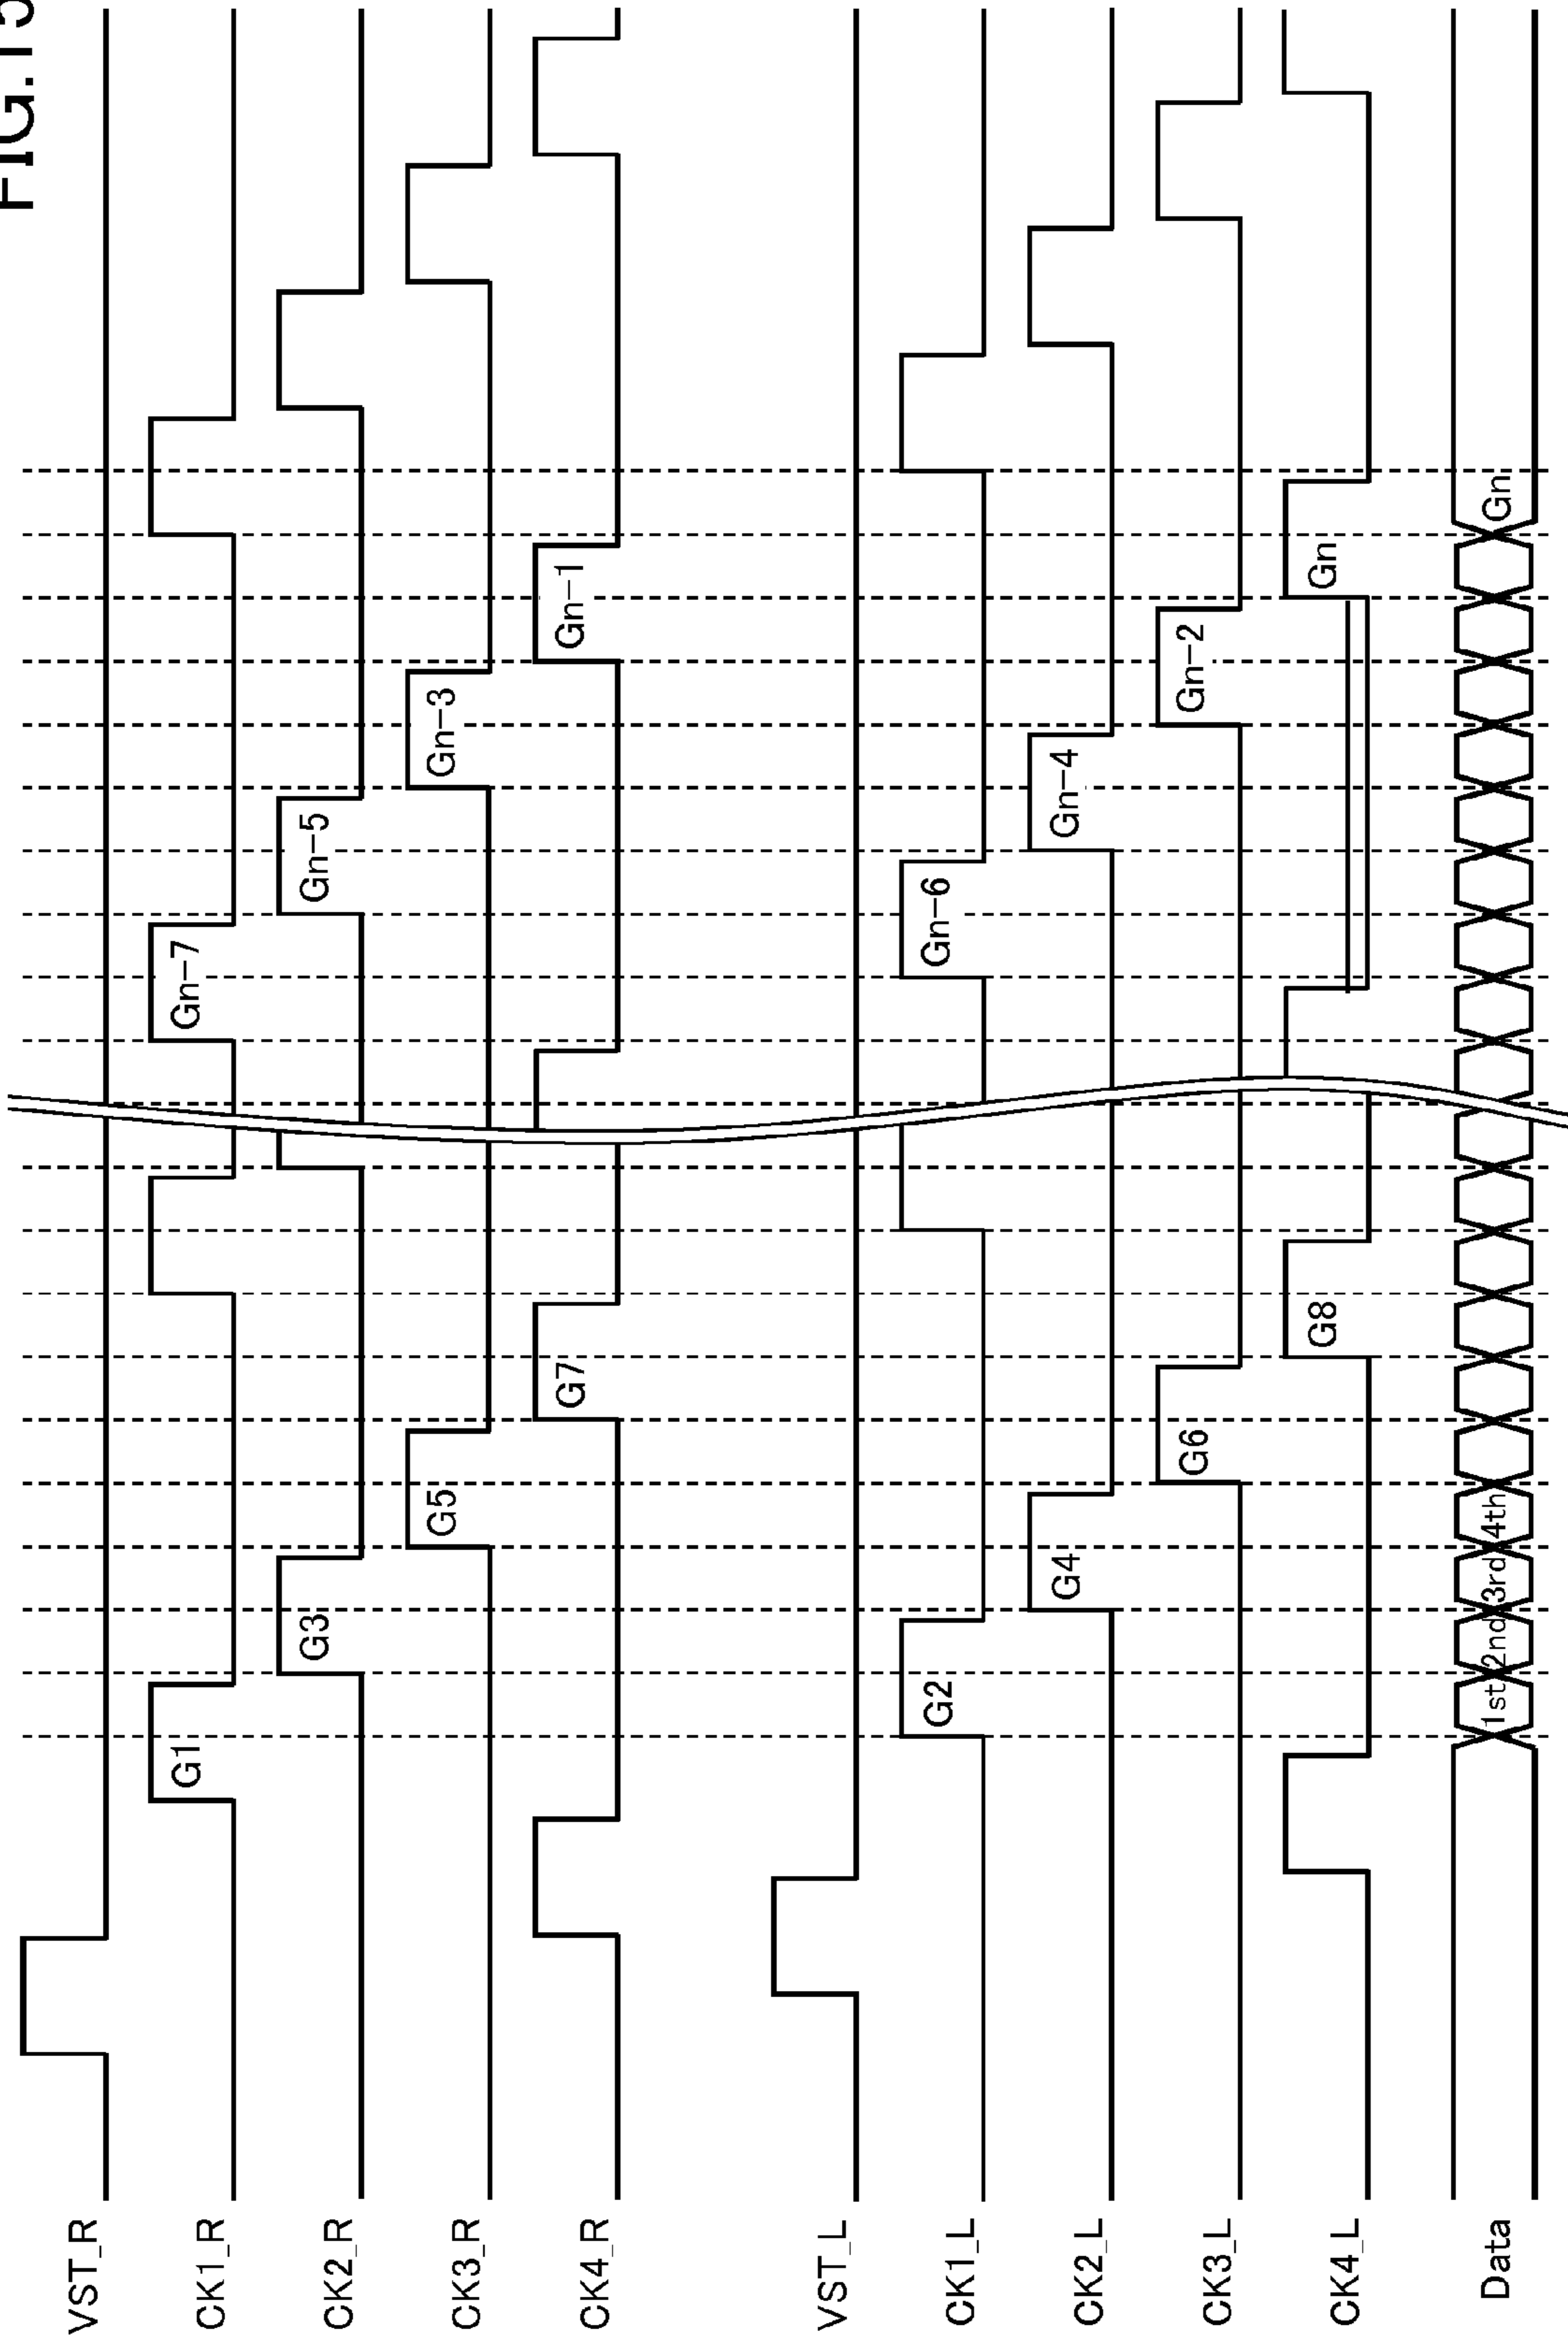 FIG.15
VST_R
CK1_R G1 Gn-7
CK2_R G3 Gn-5
CK3_R G5 Gn-3
CK4_R G7 Gn-1
VST_L
CK1_L G2 Gn-6
CK2_L G4 Gn-4
CK3_L G6 Gn-2
CK4_L G8 Gn
Data 1st 2nd 3rd 4th Gn